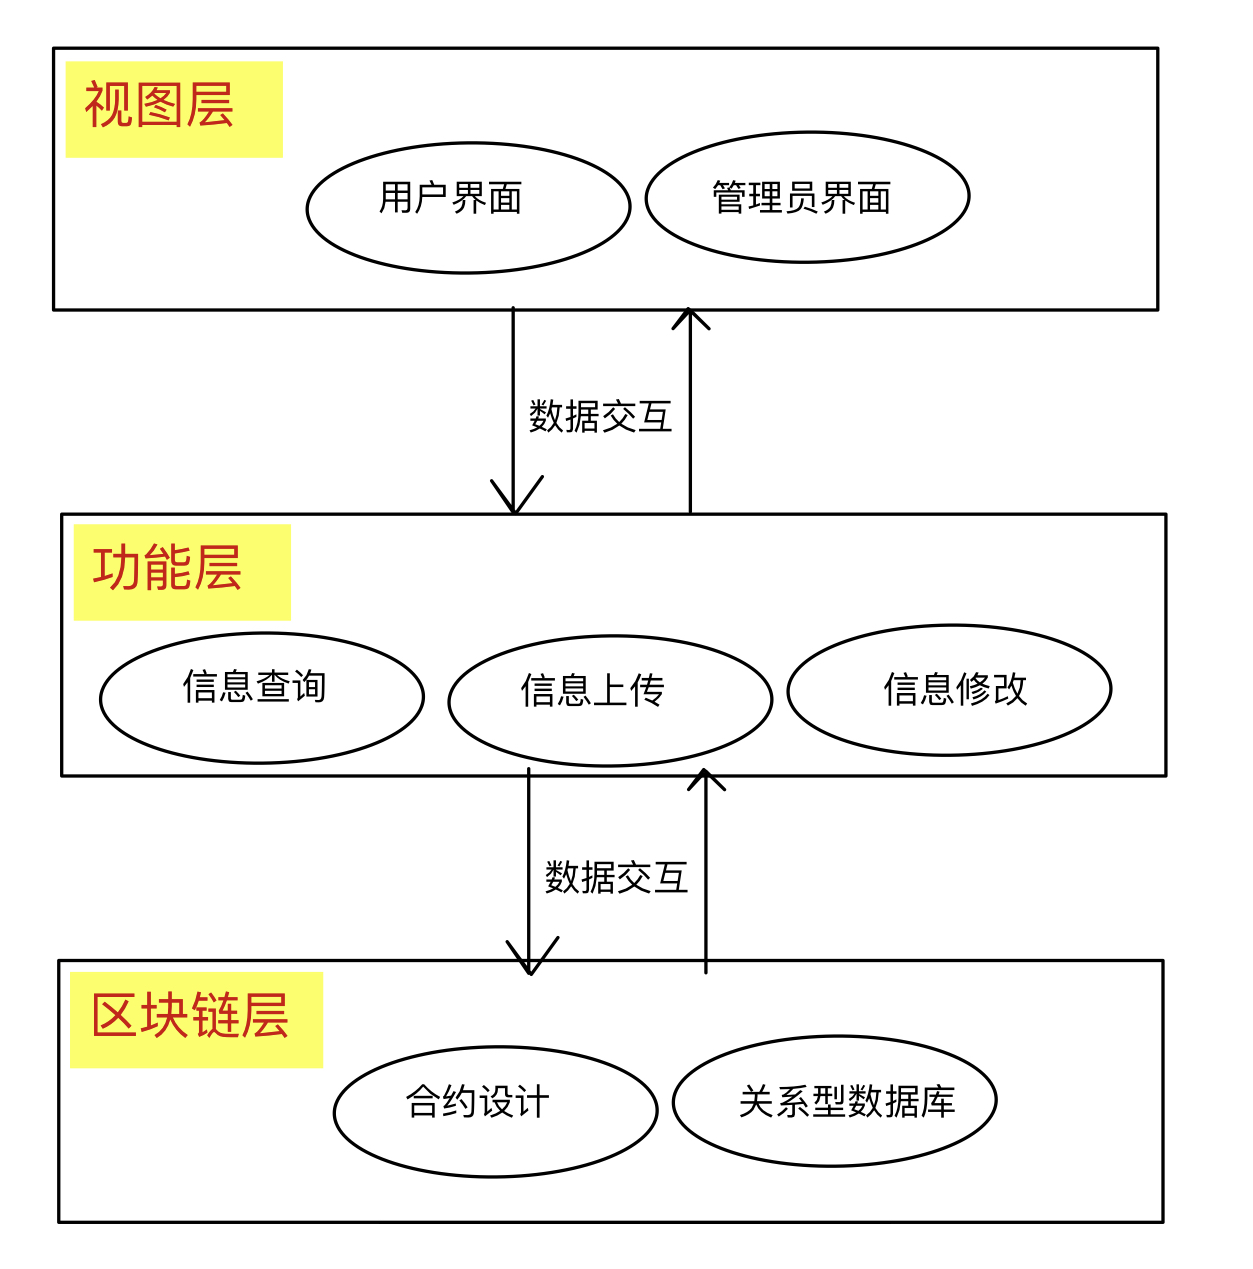 视图层
用户界面
管理员界面
数据交互
功能层
信息查询
信息上传
信息修改
数据交互
区块链层
合约设计
关系型数据库